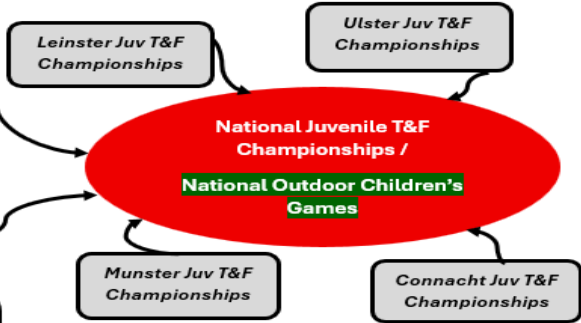 Leinster Juv T&F
Championships
Ulster Juv T&F
Championships
National Juvenile T&F
Championships /
National Outdoor Children’s
Games
Munster Juv T&F
Championships
Connacht Juv T&F
Championships